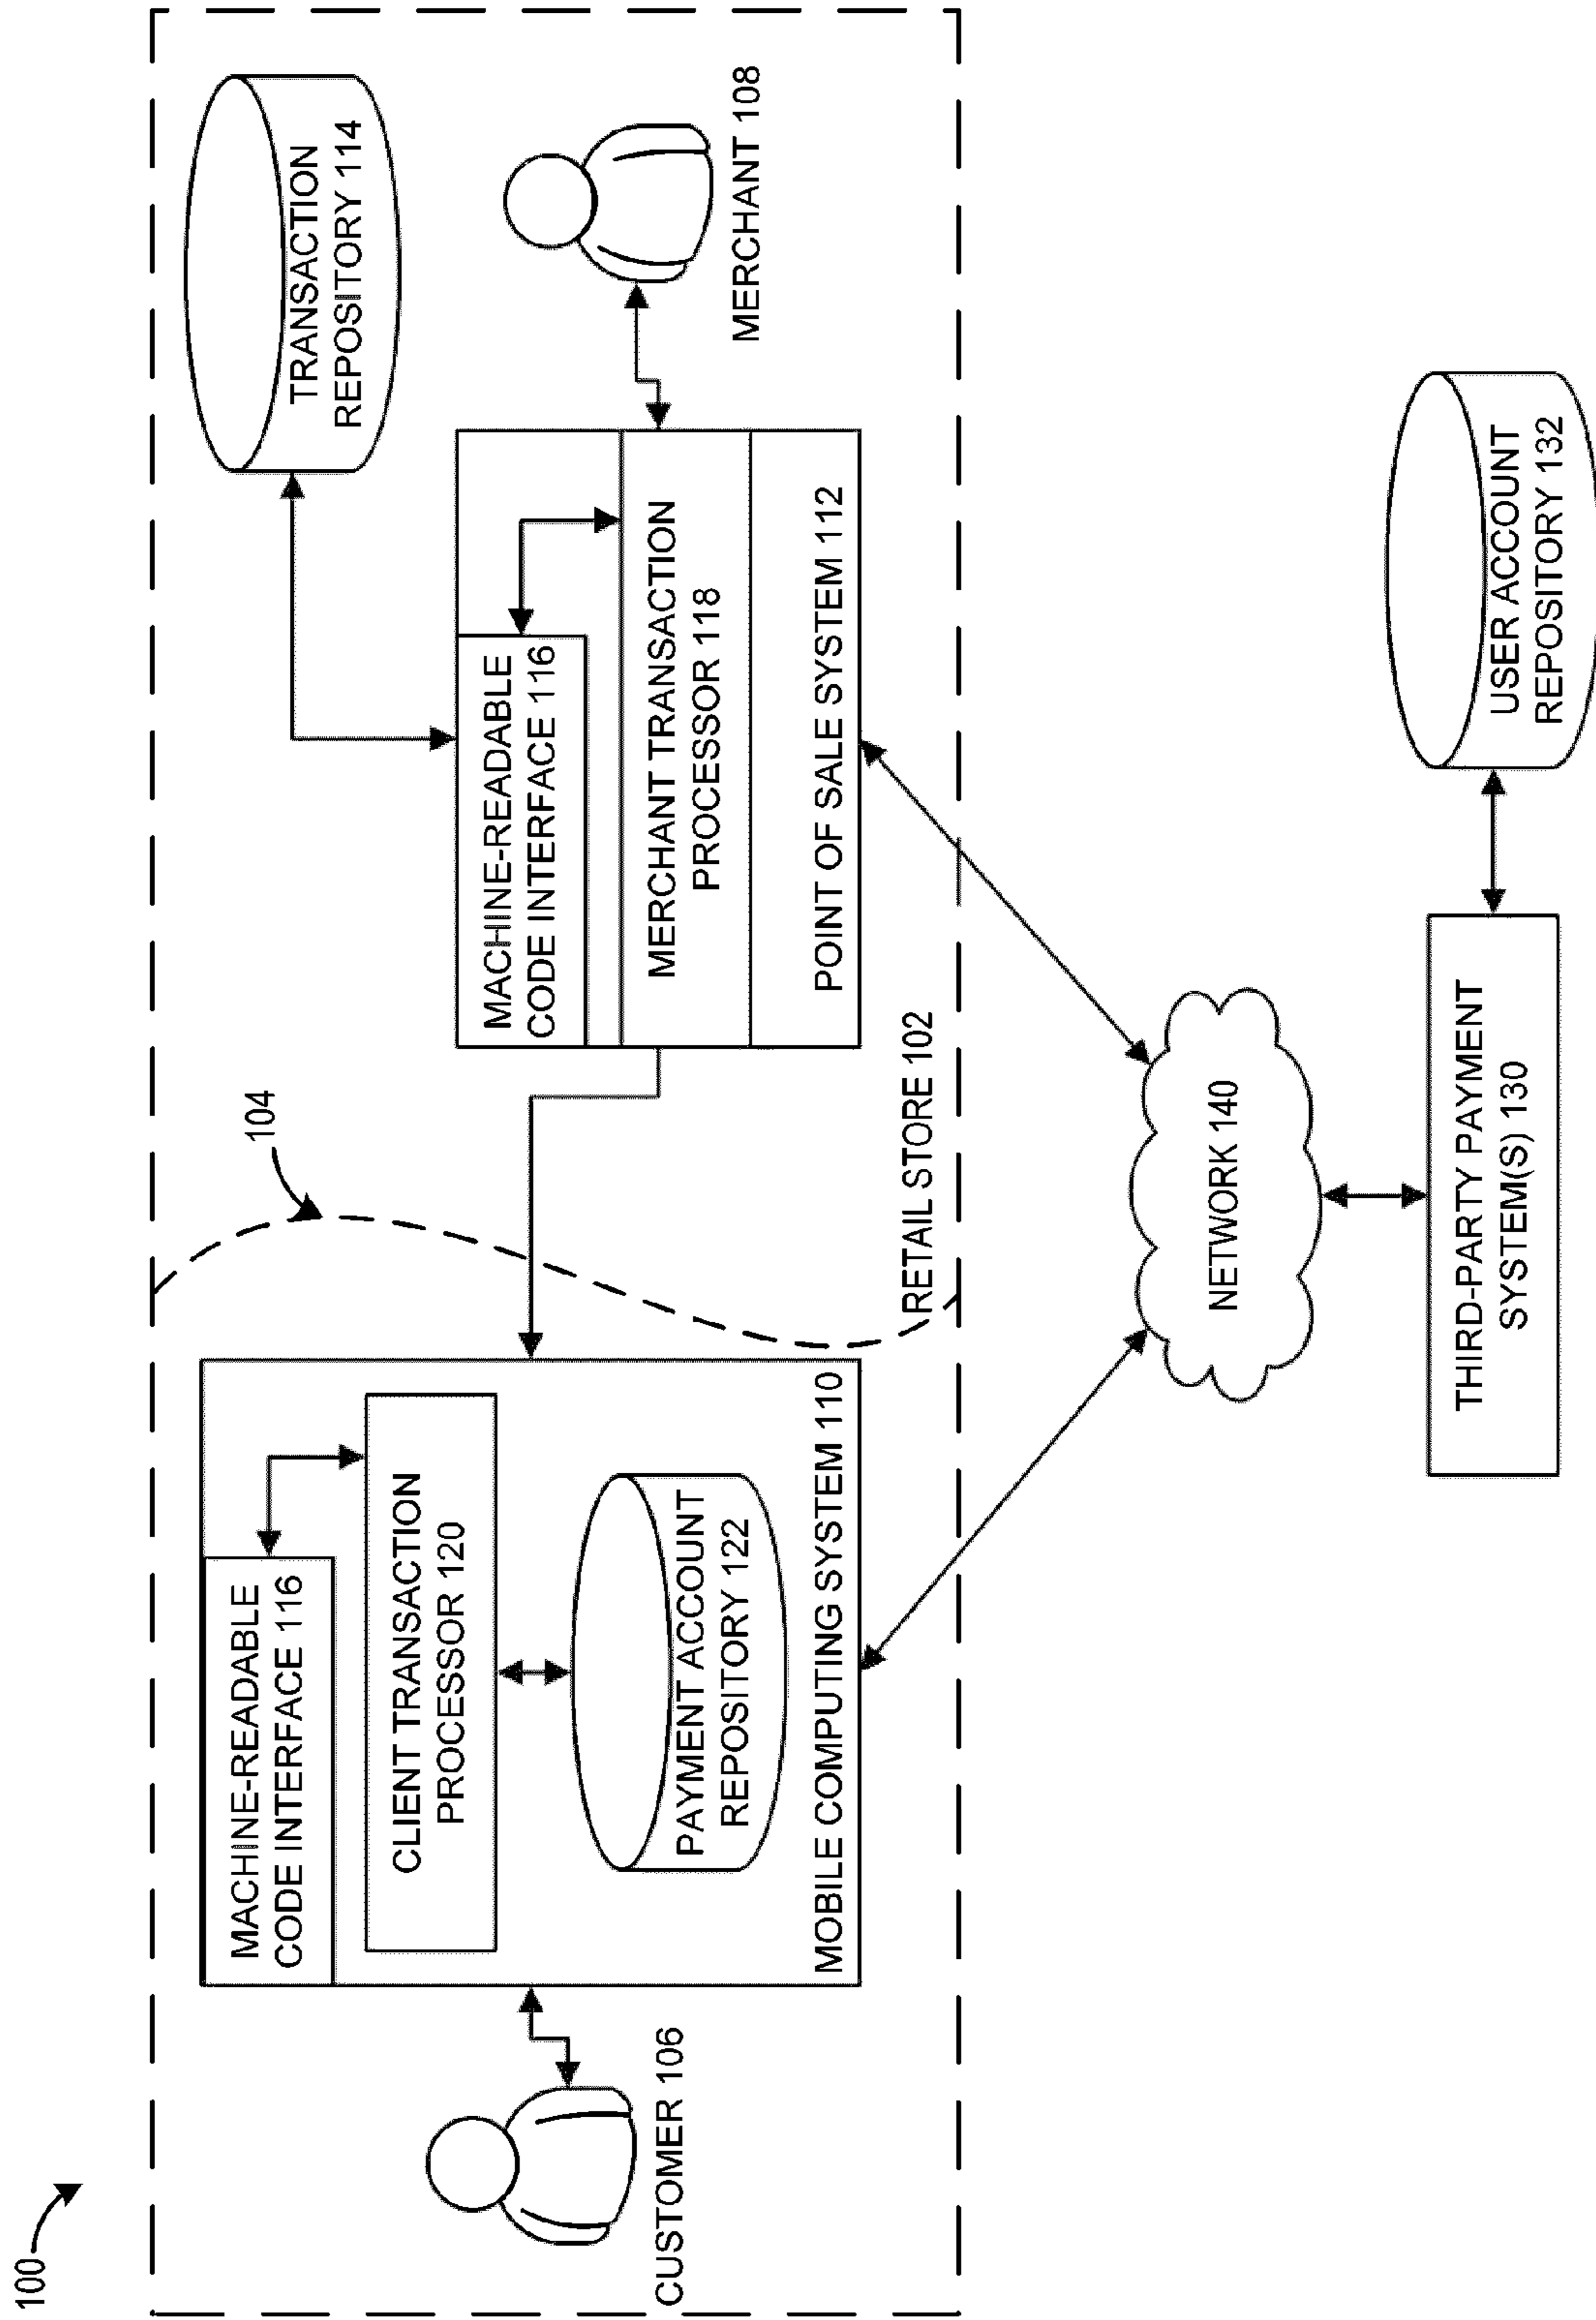 100
104
MACHINE-READABLE
CODE INTERFACE 116
CLIENT TRANSACTION
PROCESSOR 120
PAYMENT ACCOUNT
REPOSITORY 122
MOBILE COMPUTING SYSTEM 110
CUSTOMER 106
TRANSACTION
REPOSITORY 114
MACHINE-READABLE
CODE INTERFACE 116
MERCHANT TRANSACTION
PROCESSOR 118
POINT OF SALE SYSTEM 112
MERCHANT 108
RETAIL STORE 102
NETWORK 140
THIRD-PARTY PAYMENT
SYSTEM(S) 130
USER ACCOUNT
REPOSITORY 132